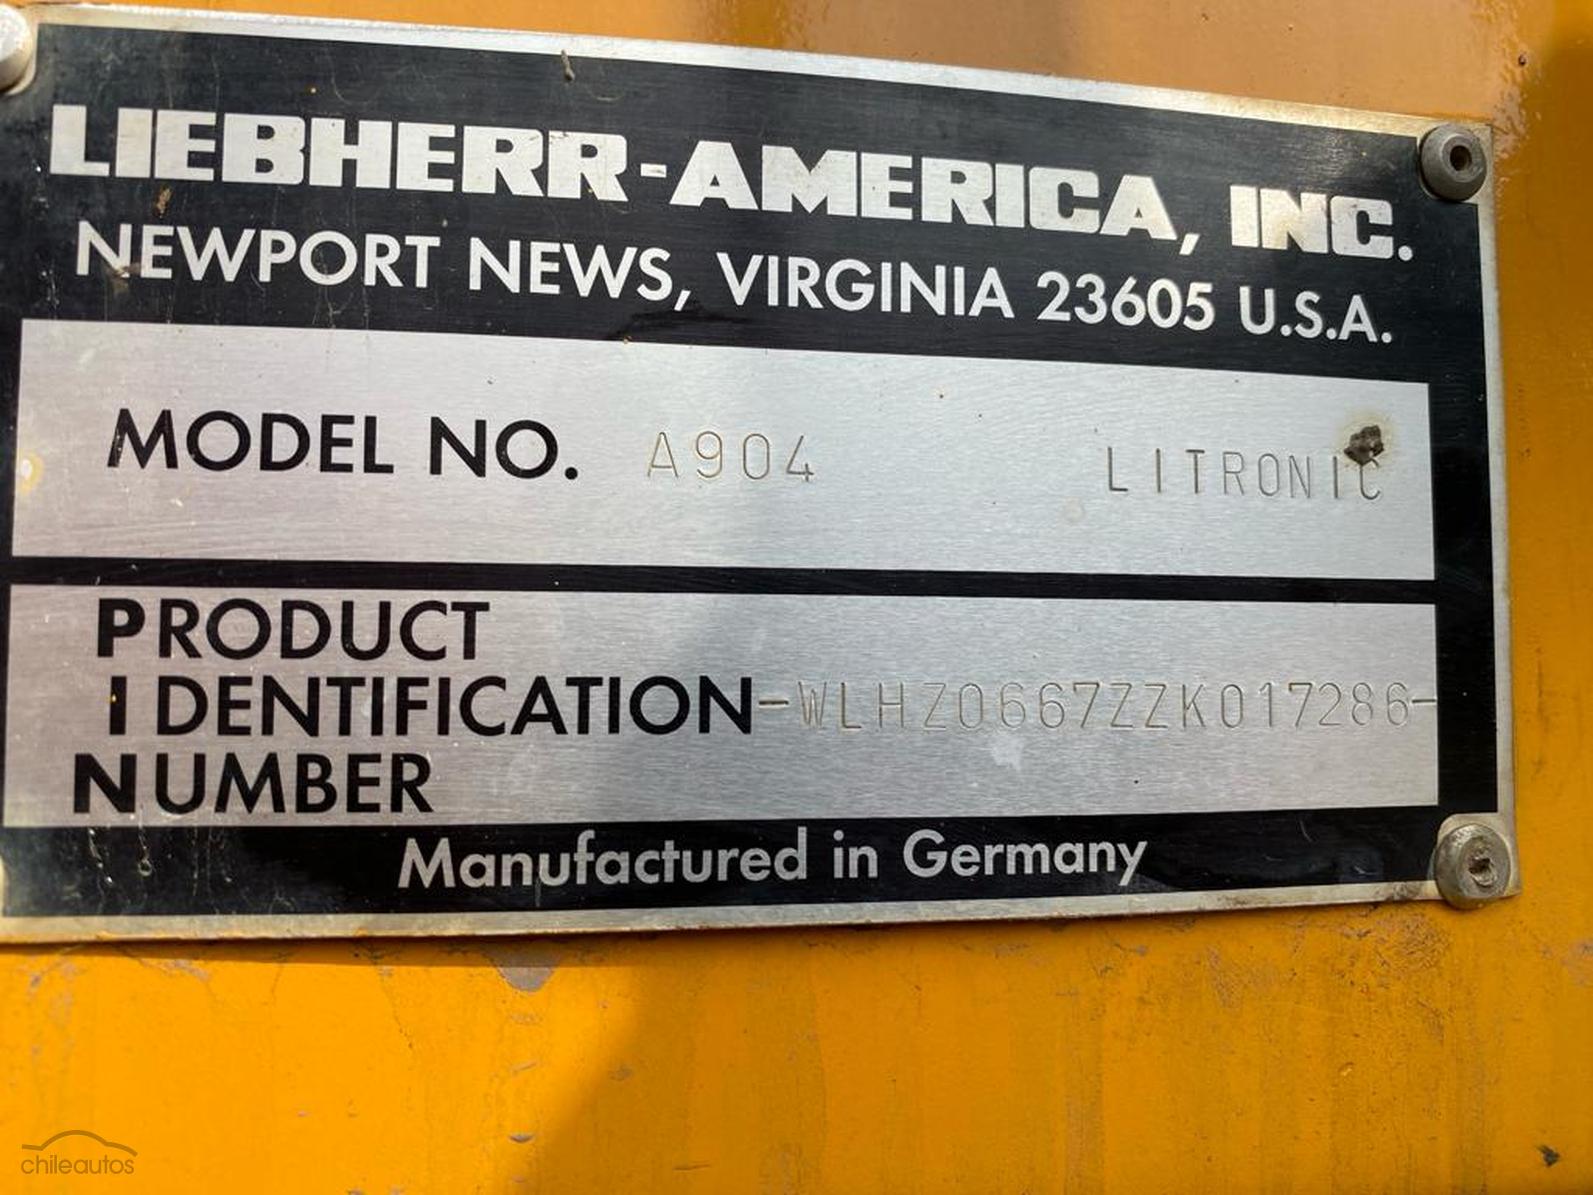 LIEBHERR-AMERICA, INC.
NEWPORT NEWS, VIRGINIA 23605 U.S.A.
MODEL NO. A904 LITRONIC
PRODUCT
IDENTIFICATION -WLHZ0667ZZK017286-
NUMBER
Manufactured in Germany
chileautos